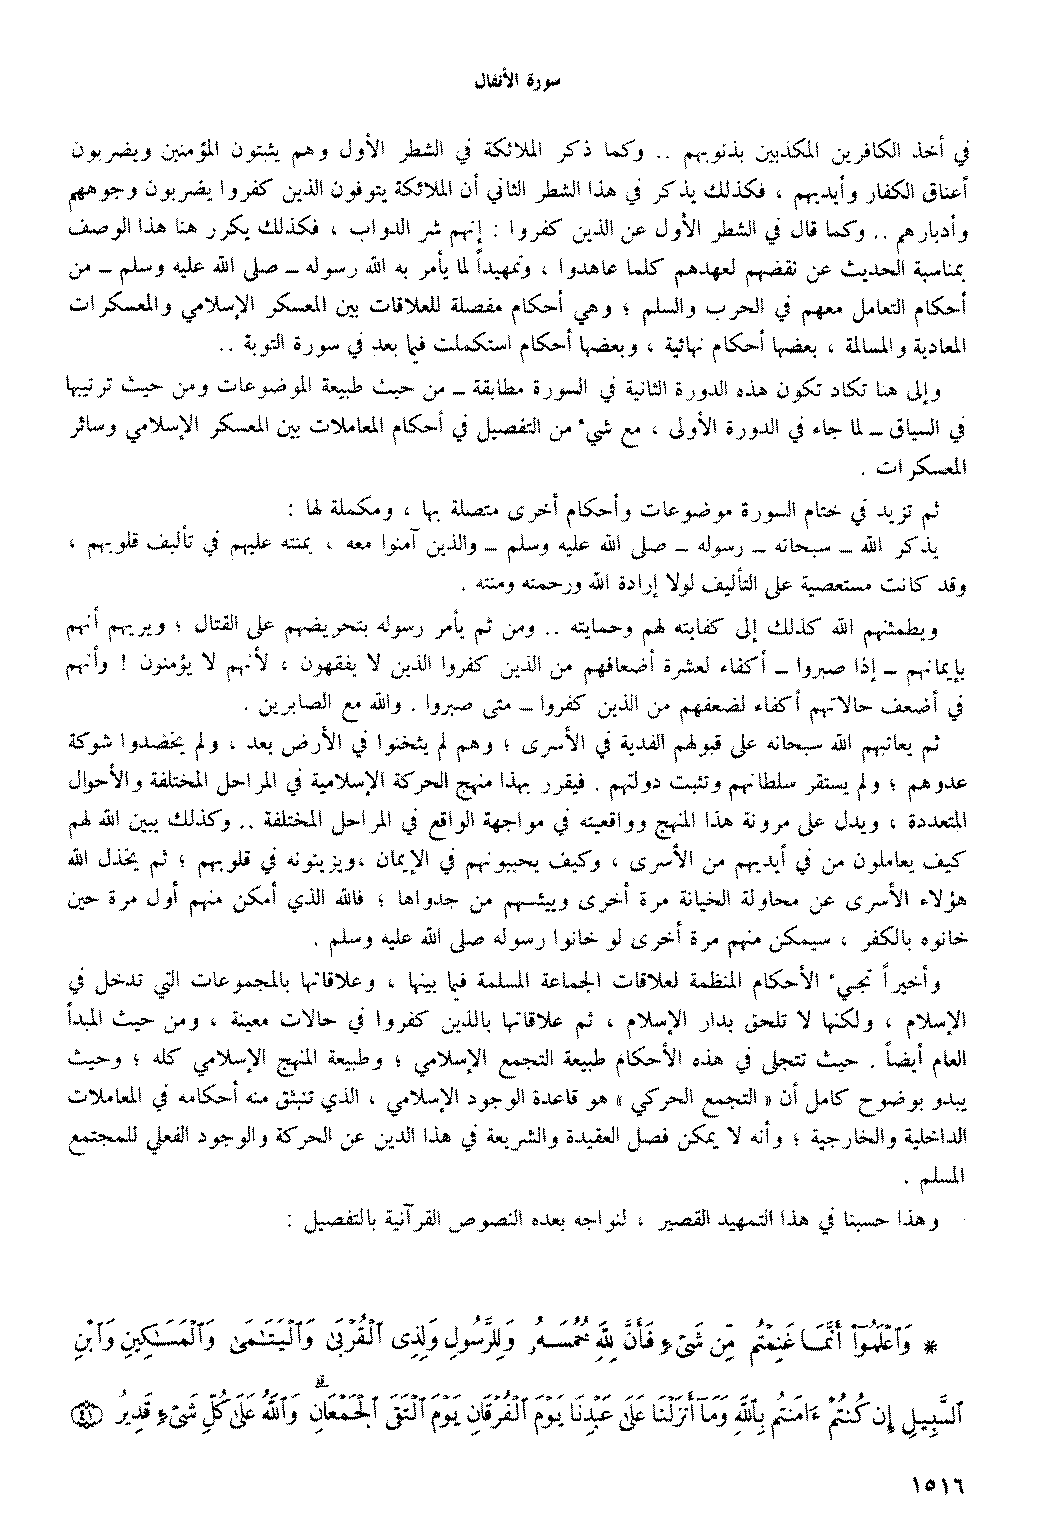 سورة الأنفال
في أخذ الكافرين المكذبين بذنوبهم .. وكما ذكر الملائكة في الشطر الأول وهم يثبتون المؤمنين ويضربون
أعناق الكفار وأيديهم ، فكذلك يذكر في هذا الشطر الثاني أن الملائكة يتوفون الذين كفروا يضربون وجوههم
وأدبارهم .. وكما قال في الشطر الأول عن الذين كفروا : إنهم شر الدواب ، فكذلك يكرر هنا هذا الوصف
بمناسبة الحديث عن نقضهم لعهدهم كلما عاهدوا ، وتمهيداً لما يأمر به الله رسوله – صلى الله عليه وسلم – من
أحكام التعامل معهم في الحرب والسلم ؛ وهي أحكام مفصلة للعلاقات بين المعسكر الإسلامي والمعسكرات
المعادية والمسالمة ، بعضها أحكام نهائية ، وبعضها أحكام استكملت فيما بعد في سورة التوبة ..
وإلى هنا تكاد تكون هذه الدورة الثانية في السورة مطابقة – من حيث طبيعة الموضوعات ومن حيث ترتيبها
في السياق – لما جاء في الدورة الأولى ، مع شيء من التفصيل في أحكام المعاملات بين المعسكر الإسلامي وسائر
المعسكرات .
ثم تزيد في ختام السورة موضوعات وأحكام أخرى متصلة بها ، ومكملة لها :
يذكر الله – سبحانه – رسوله – صلى الله عليه وسلم – والذين آمنوا معه ، بمنته عليهم في تأليف قلوبهم ،
وقد كانت مستعصية على التأليف لولا إرادة الله ورحمته ومنته .
ويطمئنهم الله كذلك إلى كفايته لهم وحمايته .. ومن ثم يأمر رسوله بتحريضهم على القتال ؛ ويريهم أنهم
بإيمانهم – إذا صبروا – أكفاء لعشرة أضعافهم من الذين كفروا الذين لا يفقهون ، لأنهم لا يؤمنون ! وأنهم
في أضعف حالاتهم أكفاء لضعفهم من الذين كفروا – متى صبروا . والله مع الصابرين .
ثم يعاتبهم الله سبحانه على قبولهم الفدية في الأسرى ؛ وهم لم يثخنوا في الأرض بعد ، ولم يخضدوا شوكة
عدوهم ؛ ولم يستقر سلطانهم وتثبت دولتهم . فيقرر بهذا منهج الحركة الإسلامية في المراحل المختلفة والأحوال
المتعددة ، ويدل على مرونة هذا المنهج وواقعيته في مواجهة الواقع في المراحل المختلفة .. وكذلك يبين الله لهم
كيف يعاملون من في أيديهم من الأسرى ، وكيف يحببونهم في الإيمان ،ويزينونه في قلوبهم ؛ ثم يخذل الله
هؤلاء الأسرى عن محاولة الخيانة مرة أخرى وييئسهم من جدواها ؛ فالله الذي أمكن منهم أول مرة حين
خانوه بالكفر ، سيمكن منهم مرة أخرى لو خانوا رسوله صلى الله عليه وسلم .
وأخيراً تجيء الأحكام المنظمة لعلاقات الجماعة المسلمة فيما بينها ، وعلاقاتها بالمجموعات التي تدخل في
الإسلام ، ولكنها لا تلحق بدار الإسلام ، ثم علاقاتها بالذين كفروا في حالات معينة ، ومن حيث المبدأ
العام أيضاً . حيث تتجلى في هذه الأحكام طبيعة التجمع الإسلامي ؛ وطبيعة المنهج الإسلامي كله ؛ وحيث
يبدو بوضوح كامل أن « التجمع الحركي » هو قاعدة الوجود الإسلامي ، الذي تنبثق منه أحكامه في المعاملات
الداخلية والخارجية ؛ وأنه لا يمكن فصل العقيدة والشريعة في هذا الدين عن الحركة والوجود الفعلي للمجتمع
المسلم .
وهذا حسبنا في هذا التمهيد القصير ، لنواجه بعده النصوص القرآنية بالتفصيل :
* وَٱعْلَمُوٓا۟ أَنَّمَا غَنِمْتُم مِّن شَىْءٍ فَأَنَّ لِلَّهِ خُمُسَهُۥ وَلِلرَّسُولِ وَلِذِى ٱلْقُرْبَىٰ وَٱلْيَتَـٰمَىٰ وَٱلْمَسَـٰكِينِ وَٱبْنِ
ٱلسَّبِيلِ إِن كُنتُمْ ءَامَنتُم بِٱللَّهِ وَمَآ أَنزَلْنَا عَلَىٰ عَبْدِنَا يَوْمَ ٱلْفُرْقَانِ يَوْمَ ٱلْتَقَى ٱلْجَمْعَانِ ۗ وَٱللَّهُ عَلَىٰ كُلِّ شَىْءٍ قَدِيرٌ ﴿٤١﴾
١٥١٦